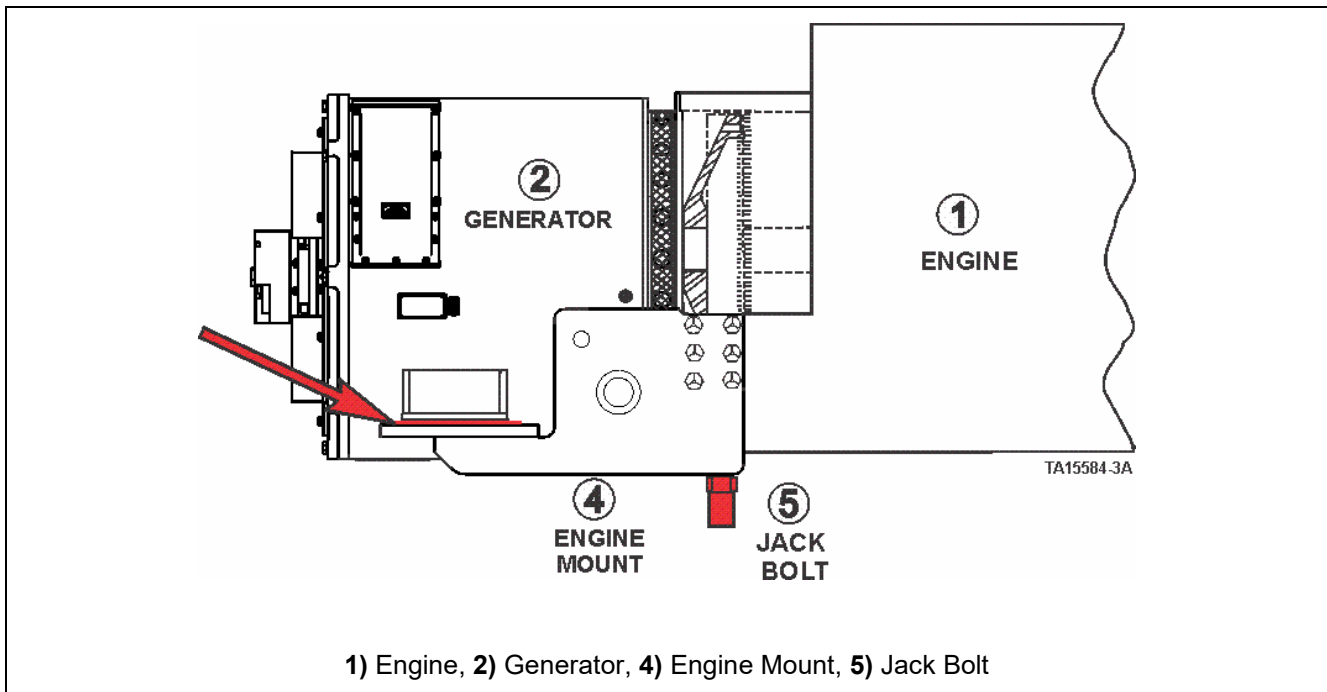 2
GENERATOR
1
ENGINE
TA15584-3A
4
ENGINE
MOUNT
5
JACK
BOLT
1) Engine, 2) Generator, 4) Engine Mount, 5) Jack Bolt